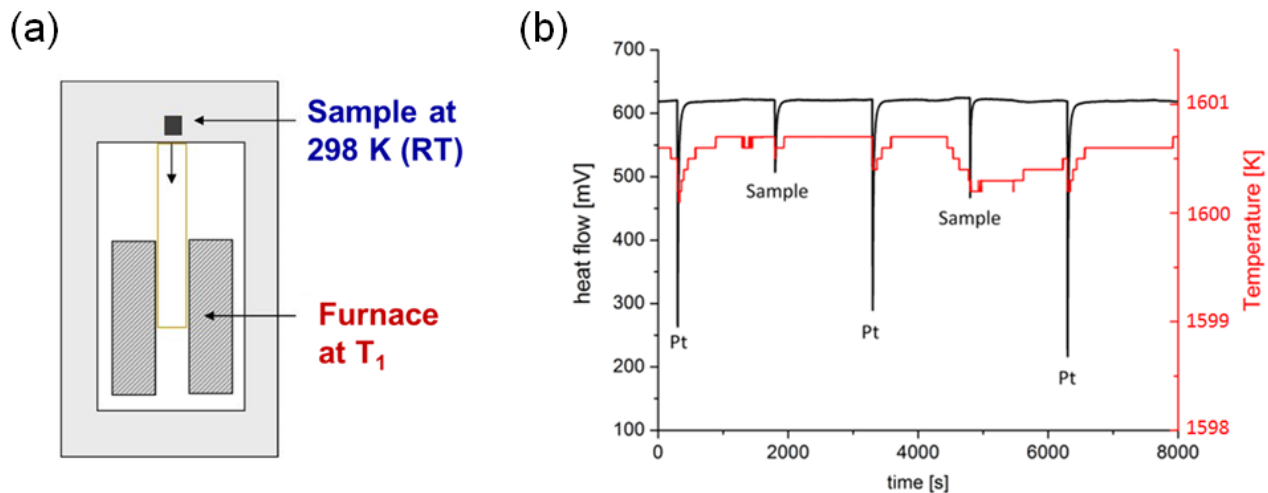 (a)
Sample at
298 K (RT)
Furnace
at T₁
(b)
700
600
500
400
300
200
100
heat flow [mV]
0
2000
4000
6000
8000
time [s]
1601
1600
1599
1598
Temperature [K]
Pt
Sample
Pt
Sample
Pt